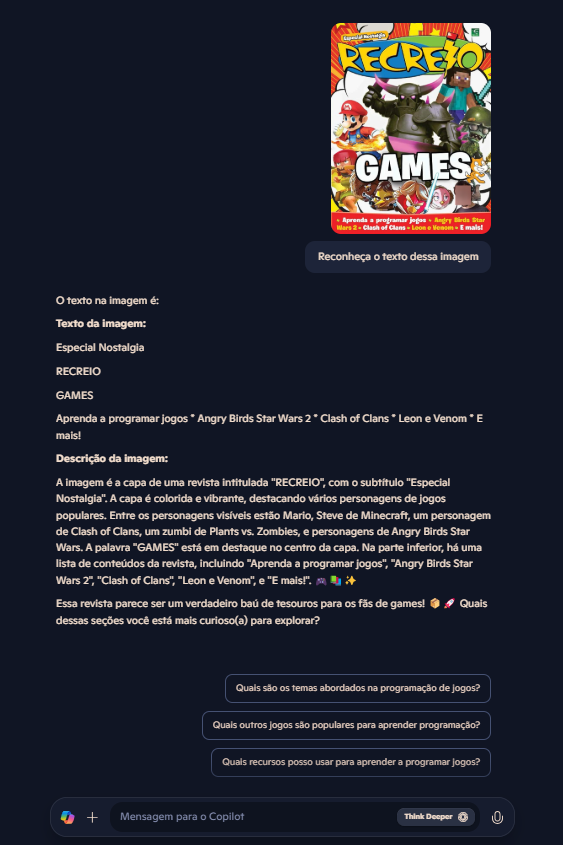 Especial Nostalgia
RECREIO
GAMES
• Aprenda a programar jogos • Angry Birds Star
Wars 2 • Clash of Clans • Leon e Venom • E mais!
Reconheça o texto dessa imagem
O texto na imagem é:
Texto da imagem:
Especial Nostalgia
RECREIO
GAMES
Aprenda a programar jogos * Angry Birds Star Wars 2 * Clash of Clans * Leon e Venom * E
mais!
Descrição da imagem:
A imagem é a capa de uma revista intitulada "RECREIO", com o subtítulo "Especial
Nostalgia". A capa é colorida e vibrante, destacando vários personagens de jogos
populares. Entre os personagens visíveis estão Mario, Steve de Minecraft, um personagem
de Clash of Clans, um zumbi de Plants vs. Zombies, e personagens de Angry Birds Star
Wars. A palavra "GAMES" está em destaque no centro da capa. Na parte inferior, há uma
lista de conteúdos da revista, incluindo "Aprenda a programar jogos", "Angry Birds Star
Wars 2", "Clash of Clans", "Leon e Venom", e "E mais!". 🎮 📚 ✨
Essa revista parece ser um verdadeiro baú de tesouros para os fãs de games! 📦 🚀 Quais
dessas seções você está mais curioso(a) para explorar?
Quais são os temas abordados na programação de jogos?
Quais outros jogos são populares para aprender programação?
Quais recursos posso usar para aprender a programar jogos?
Mensagem para o Copilot
Think Deeper